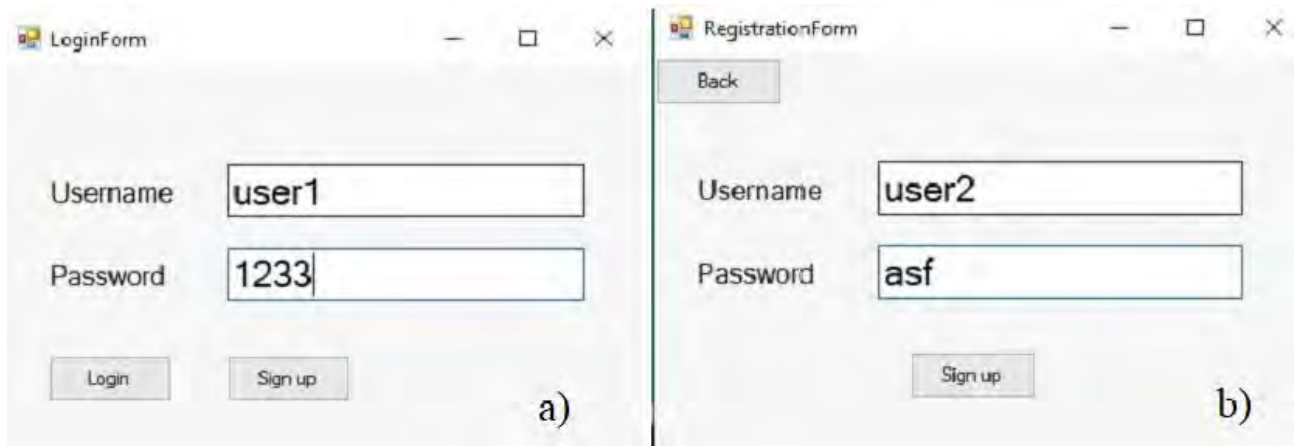 LoginForm
Username user1
Password 1233
Login Sign up
a)
RegistrationForm
Back
Username user2
Password asf
Sign up
b)